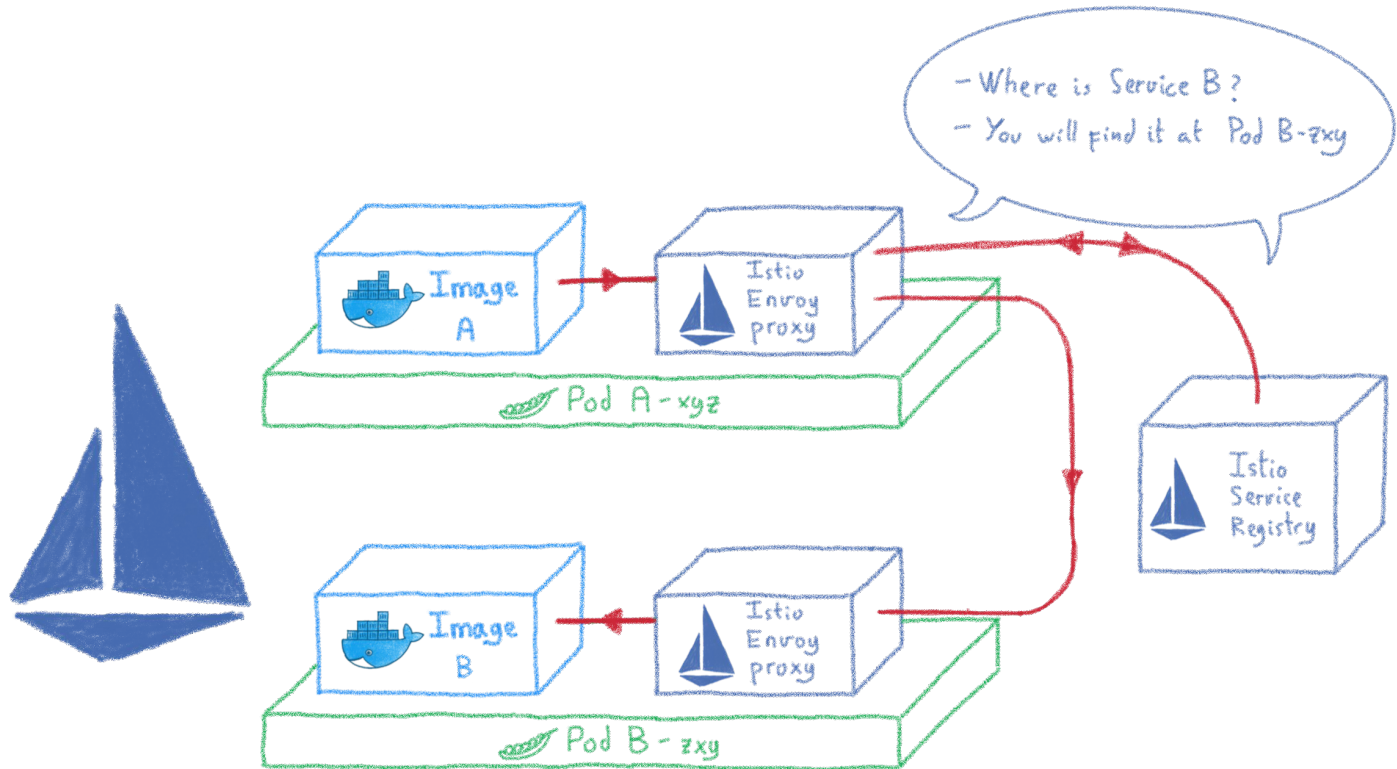 - Where is Service B?
- You will find it at Pod B-zxy
Image
A
Istio
Envoy
proxy
Pod A-xyz
Istio
Service
Registry
Image
B
Istio
Envoy
proxy
Pod B-zxy